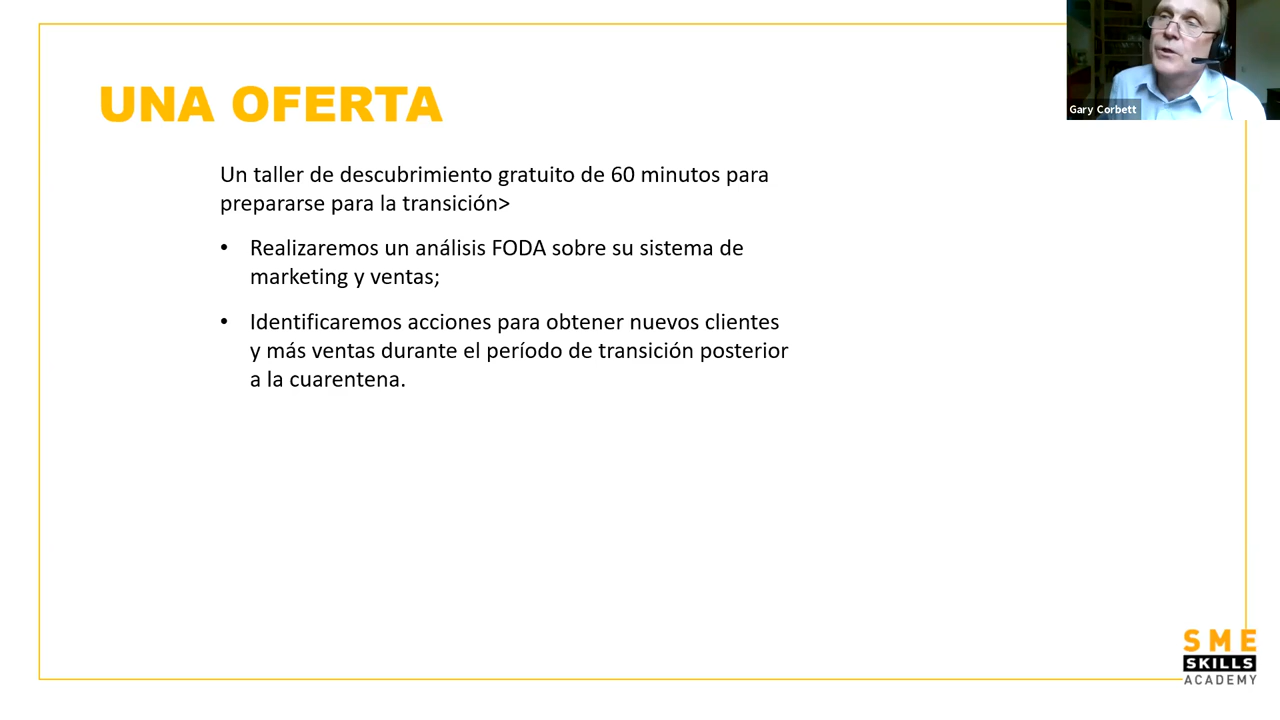 UNA OFERTA
Gary Corbett
Un taller de descubrimiento gratuito de 60 minutos para
prepararse para la transición>
• Realizaremos un análisis FODA sobre su sistema de
marketing y ventas;
• Identificaremos acciones para obtener nuevos clientes
y más ventas durante el período de transición posterior
a la cuarentena.
SME
SKILLS
ACADEMY